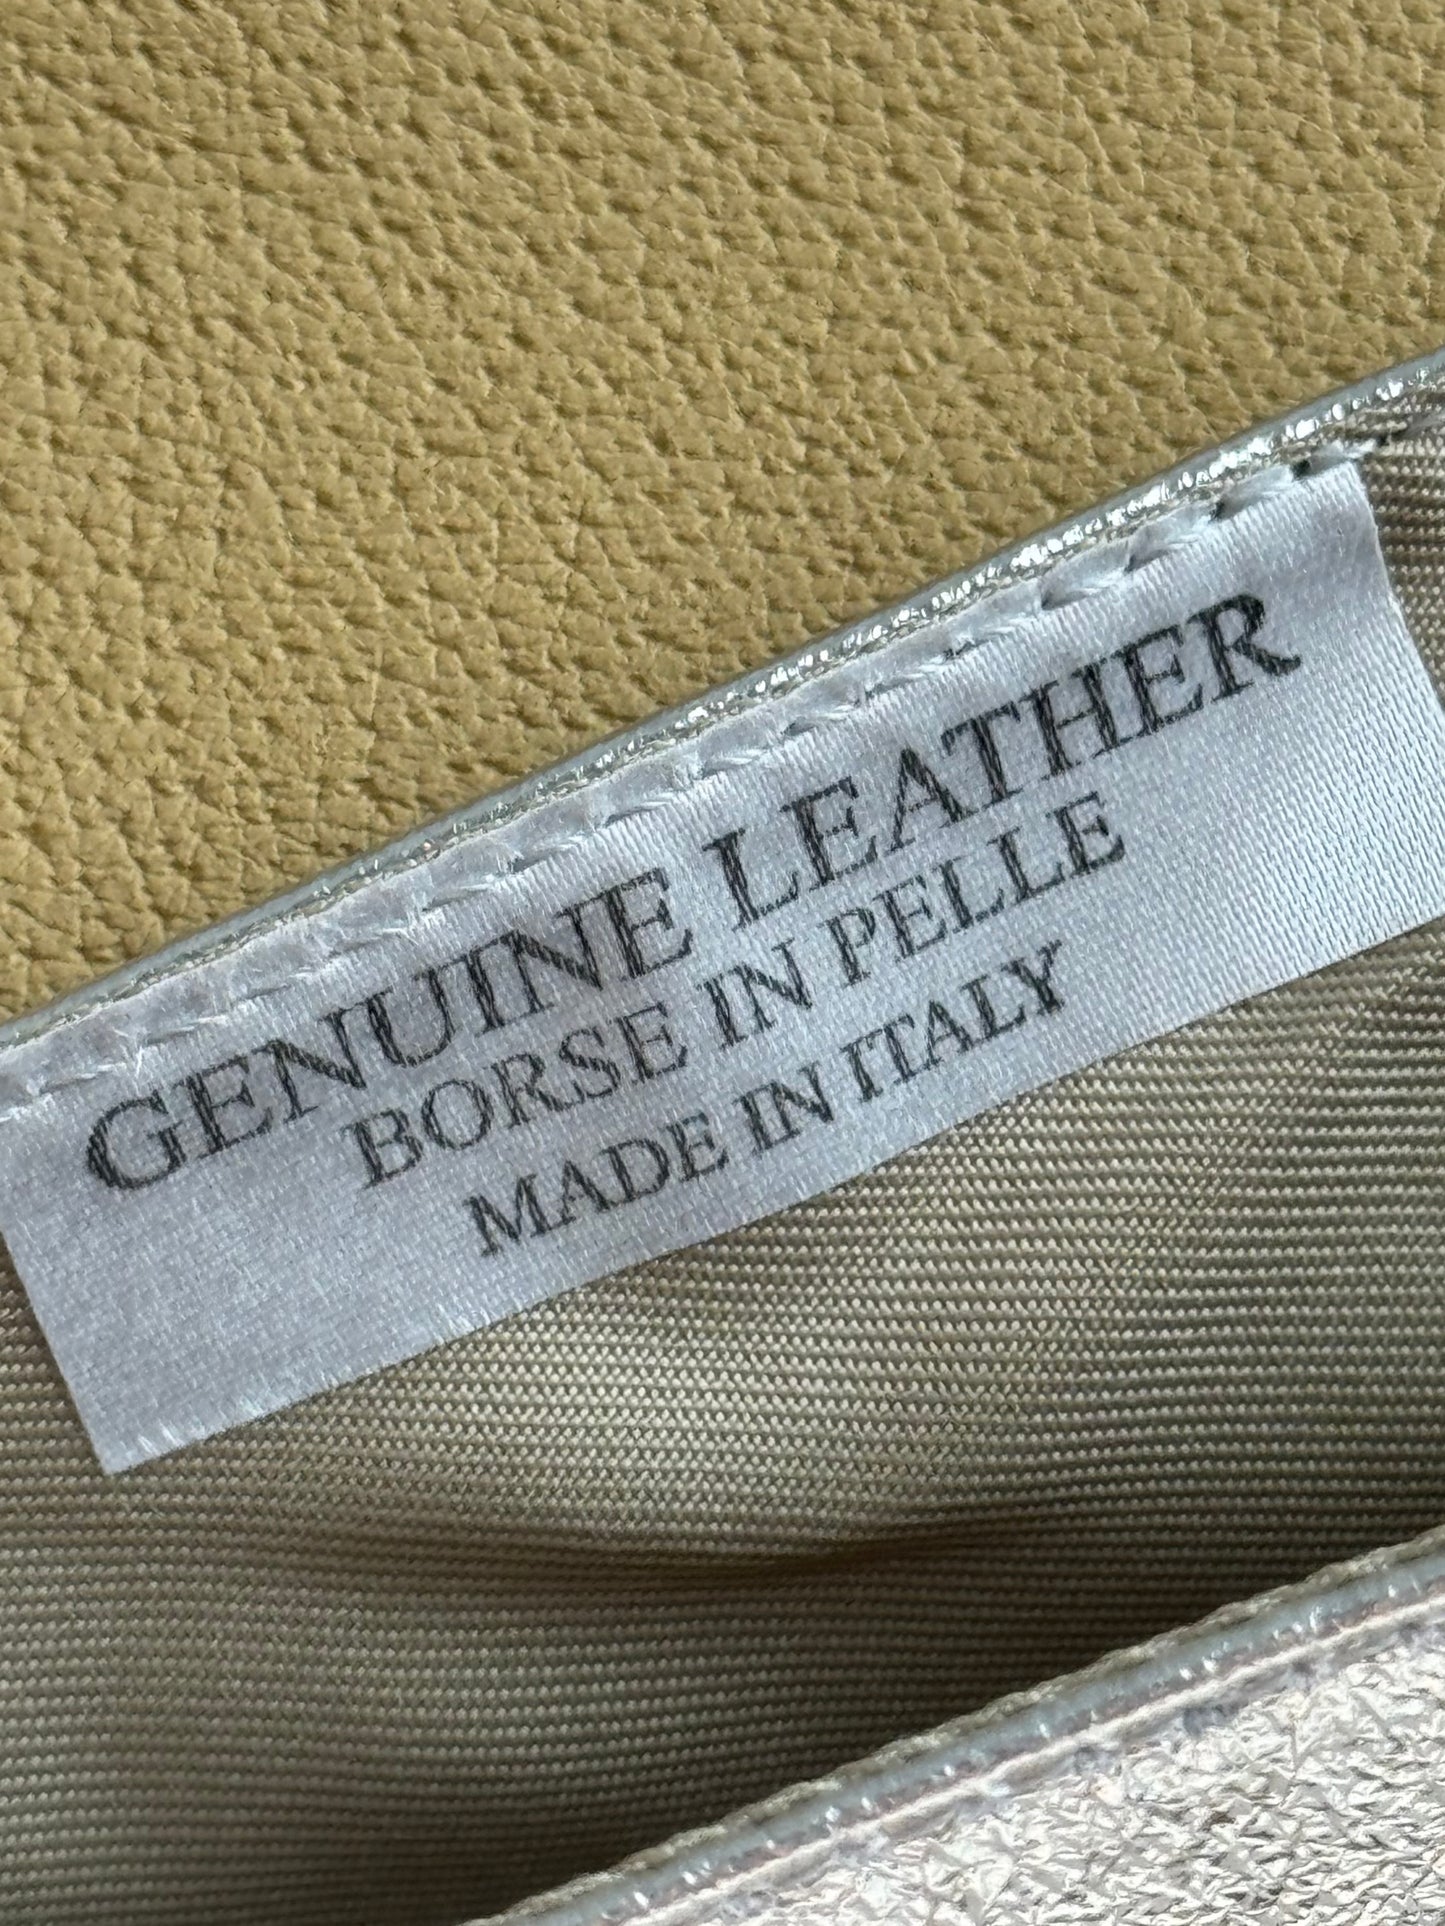 GENUINE LEATHER
BORSE IN PELLE
MADE IN ITALY